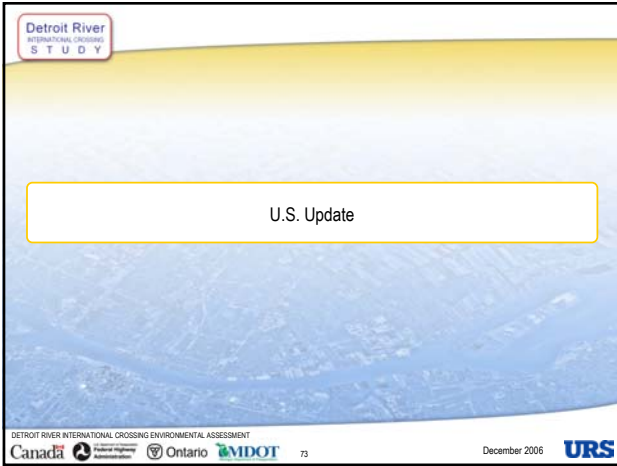 Detroit River
INTERNATIONAL CROSSING
STUDY
U.S. Update
DETROIT RIVER INTERNATIONAL CROSSING ENVIRONMENTAL ASSESSMENT
Canada Federal Highway Administration Ontario MDOT 73 December 2006 URS